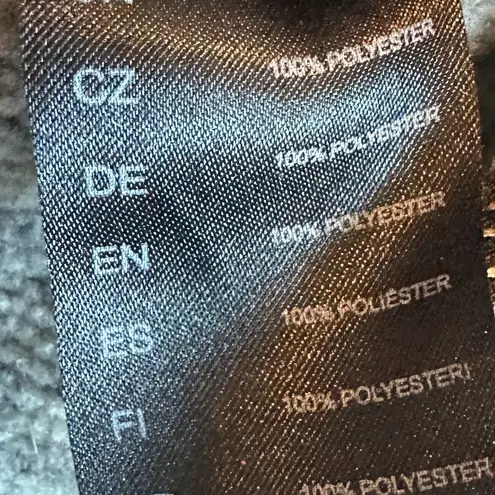 100% POLYESTER
CZ 100% POLYESTER
DE 100% POLYESTER
EN 100% POLIÉSTER
ES 100% POLYESTERI
FI 100% POLYESTER